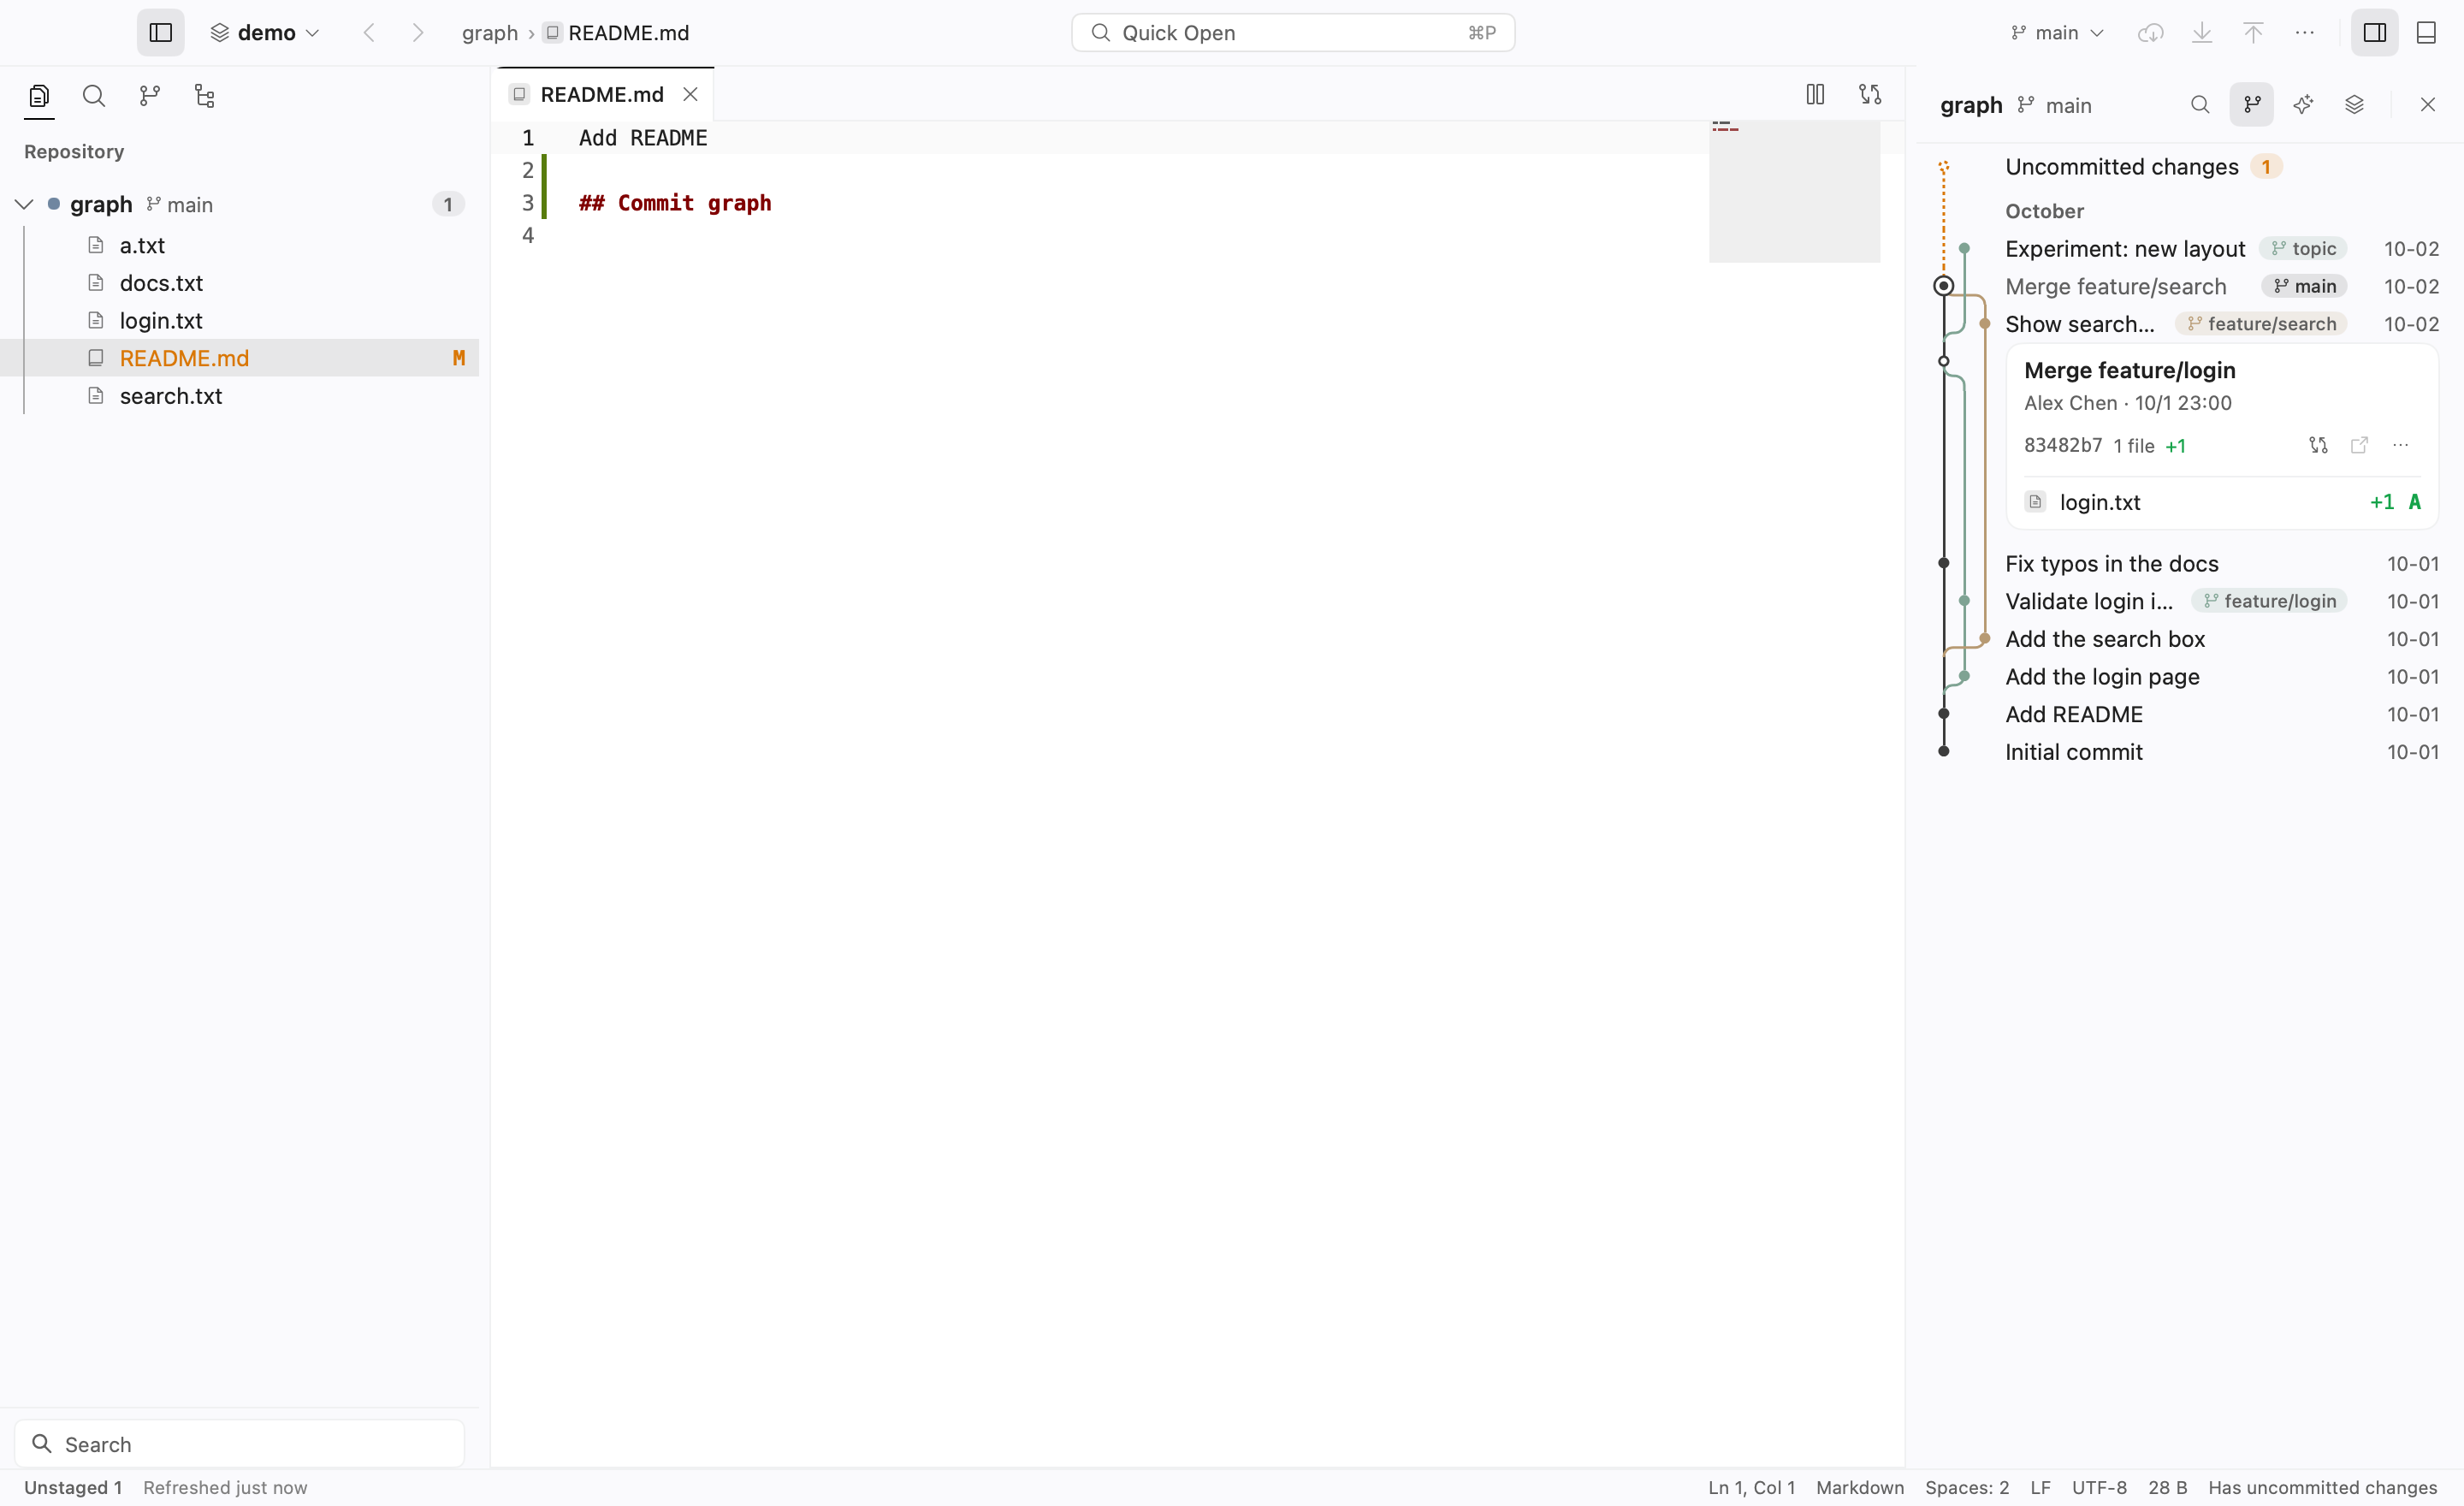 demo
graph › README.md
Quick Open ⌘P
main
Repository
graph main 1
a.txt
docs.txt
login.txt
README.md M
search.txt
Search
README.md
1 Add README
2
3 ## Commit graph
4
graph main
Uncommitted changes 1
October
Experiment: new layout topic 10-02
Merge feature/search main 10-02
Show search... feature/search 10-02
Merge feature/login
Alex Chen · 10/1 23:00
83482b7 1 file +1
login.txt +1 A
Fix typos in the docs 10-01
Validate login i... feature/login 10-01
Add the search box 10-01
Add the login page 10-01
Add README 10-01
Initial commit 10-01
Unstaged 1 Refreshed just now
Ln 1, Col 1 Markdown Spaces: 2 LF UTF-8 28 B Has uncommitted changes